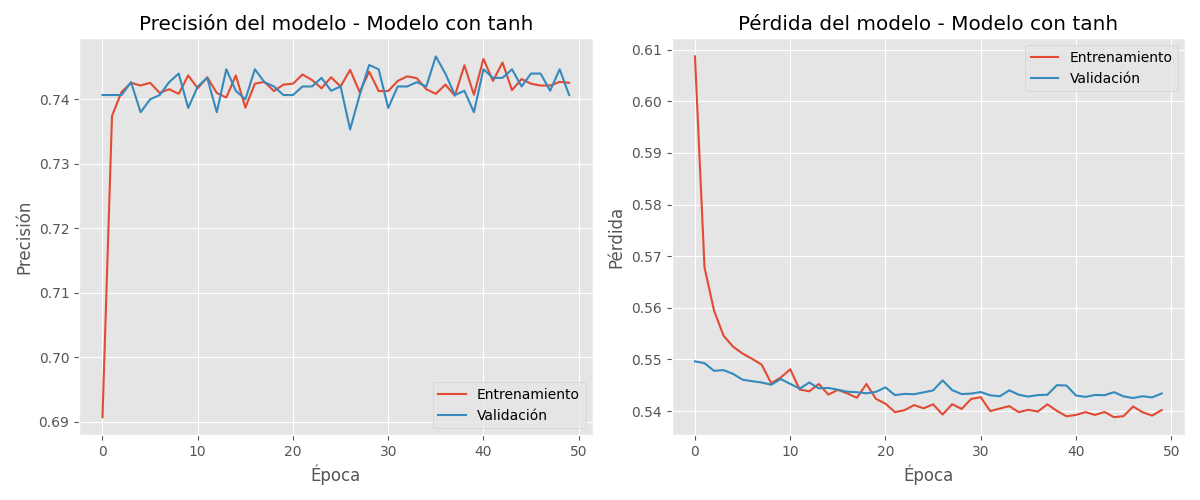 Precisión del modelo - Modelo con tanh
0.74
0.73
0.72
0.71
0.70
0.69
Precisión
0 10 20 30 40 50
Época
Entrenamiento
Validación
Pérdida del modelo - Modelo con tanh
0.61
0.60
0.59
0.58
0.57
0.56
0.55
0.54
Pérdida
0 10 20 30 40 50
Época
Entrenamiento
Validación